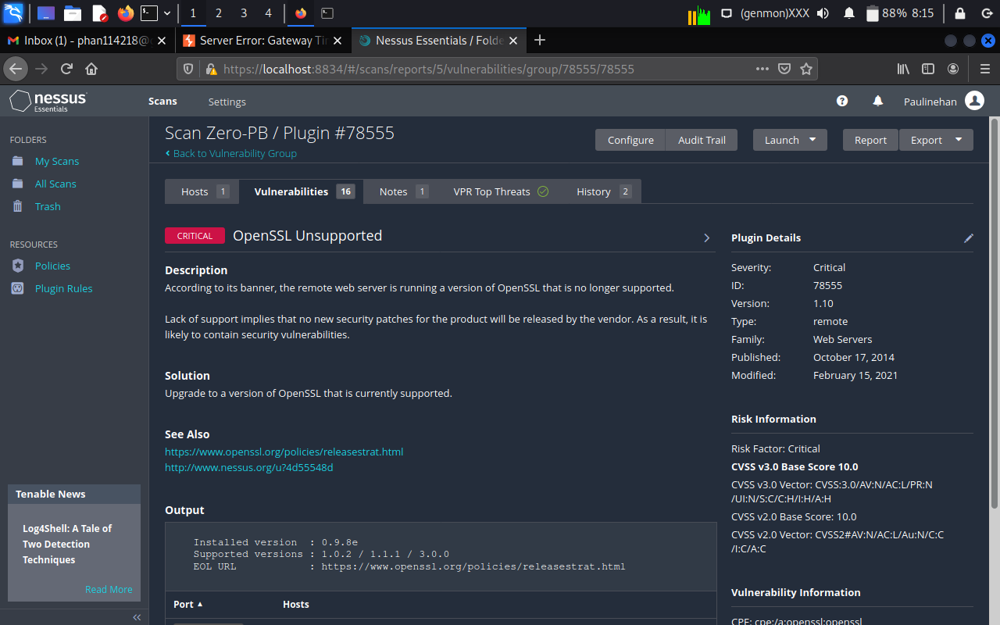 1 2 3 4 (genmon)XXX 88% 8:15
Inbox (1) - phan114218@ Server Error: Gateway Tir Nessus Essentials / Folde
https://localhost:8834/#/scans/reports/5/vulnerabilities/group/78555/78555
nessus
Essentials
Scans Settings Paulinehan
FOLDERS
My Scans
All Scans
Trash
RESOURCES
Policies
Plugin Rules
Tenable News
Log4Shell: A Tale of
Two Detection
Techniques
Read More
Scan Zero-PB / Plugin #78555
Back to Vulnerability Group
Configure Audit Trail Launch Report Export
Hosts 1 Vulnerabilities 16 Notes 1 VPR Top Threats History 2
CRITICAL OpenSSL Unsupported
Description
According to its banner, the remote web server is running a version of OpenSSL that is no longer supported.
Lack of support implies that no new security patches for the product will be released by the vendor. As a result, it is
likely to contain security vulnerabilities.
Solution
Upgrade to a version of OpenSSL that is currently supported.
See Also
https://www.openssl.org/policies/releasestrat.html
http://www.nessus.org/u?4d55548d
Output
Installed version : 0.9.8e
Supported versions : 1.0.2 / 1.1.1 / 3.0.0
EOL URL : https://www.openssl.org/policies/releasestrat.html
Port Hosts
Plugin Details
Severity: Critical
ID: 78555
Version: 1.10
Type: remote
Family: Web Servers
Published: October 17, 2014
Modified: February 15, 2021
Risk Information
Risk Factor: Critical
CVSS v3.0 Base Score 10.0
CVSS v3.0 Vector: CVSS:3.0/AV:N/AC:L/PR:N
/UI:N/S:C/C:H/I:H/A:H
CVSS v2.0 Base Score: 10.0
CVSS v2.0 Vector: CVSS2#AV:N/AC:L/Au:N/C:C
/I:C/A:C
Vulnerability Information
CPE: cpe:/a:openssl:openssl